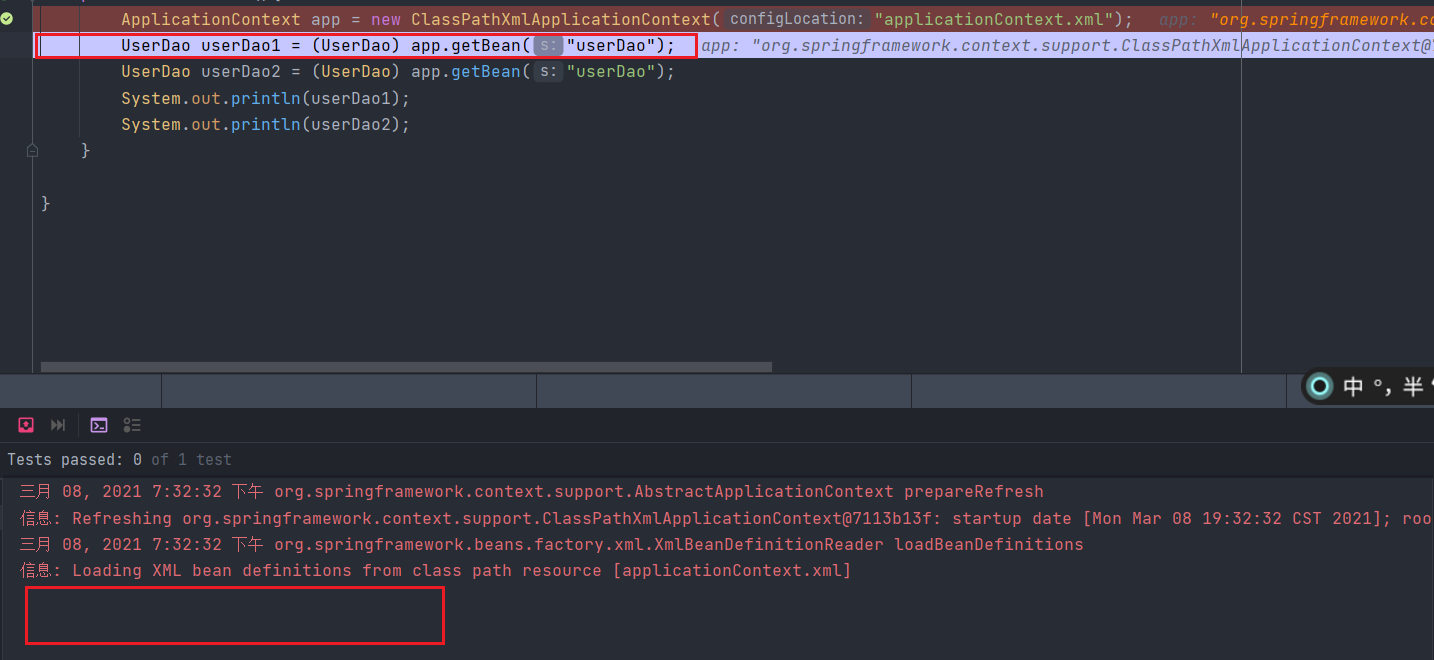 ApplicationContext app = new ClassPathXmlApplicationContext( configLocation: "applicationContext.xml"); app: "org.springframework.co
UserDao userDao1 = (UserDao) app.getBean( s: "userDao"); app: "org.springframework.context.support.ClassPathXmlApplicationContext@
UserDao userDao2 = (UserDao) app.getBean( s: "userDao");
System.out.println(userDao1);
System.out.println(userDao2);
}
}
中 °, 半
Tests passed: 0 of 1 test
三月 08, 2021 7:32:32 下午 org.springframework.context.support.AbstractApplicationContext prepareRefresh
信息: Refreshing org.springframework.context.support.ClassPathXmlApplicationContext@7113b13f: startup date [Mon Mar 08 19:32:32 CST 2021]; roo
三月 08, 2021 7:32:32 下午 org.springframework.beans.factory.xml.XmlBeanDefinitionReader loadBeanDefinitions
信息: Loading XML bean definitions from class path resource [applicationContext.xml]